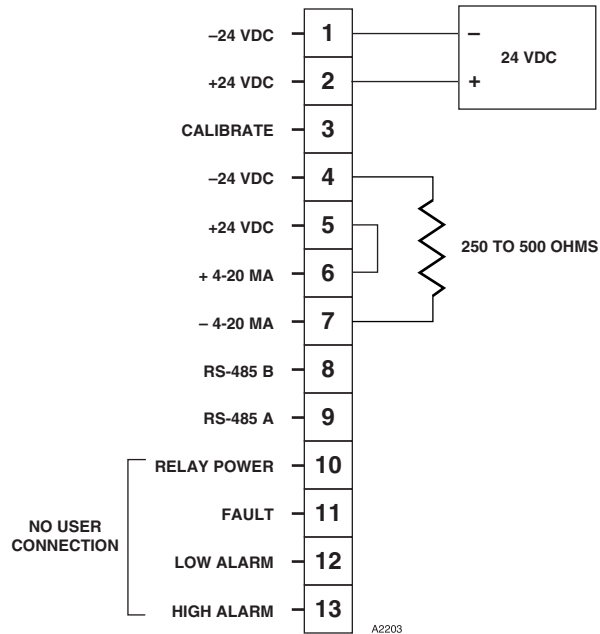 –24 VDC 1 – 24 VDC
+24 VDC 2 +
CALIBRATE 3
–24 VDC 4
+24 VDC 5
250 TO 500 OHMS
+ 4-20 MA 6
– 4-20 MA 7
RS-485 B 8
RS-485 A 9
RELAY POWER 10
FAULT 11
NO USER
CONNECTION
LOW ALARM 12
HIGH ALARM 13
A2203